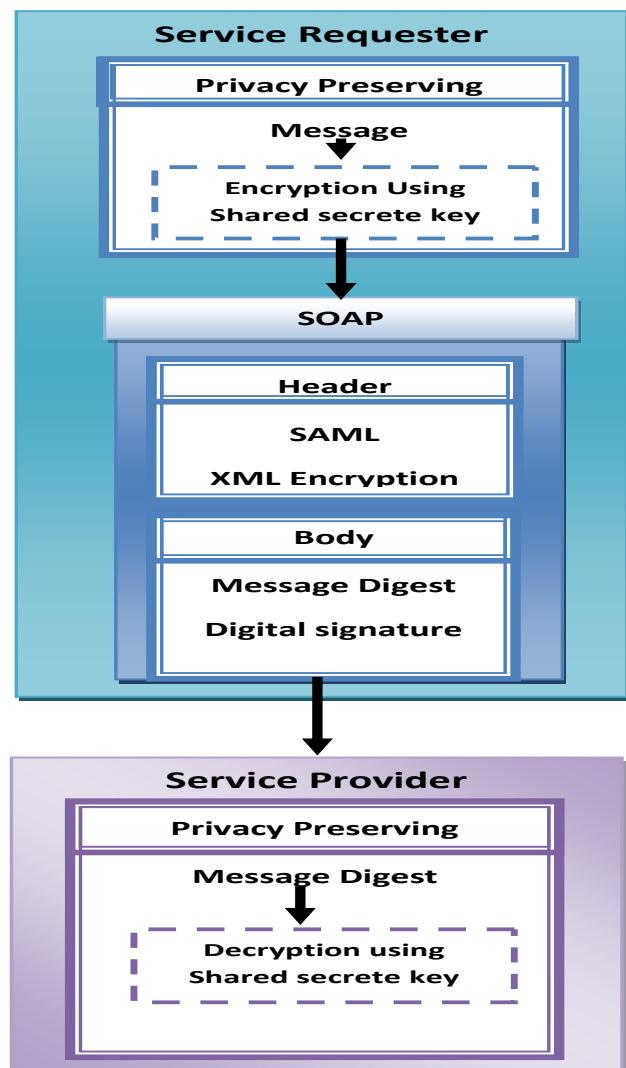 Service Requester
Privacy Preserving
Message
Encryption Using
Shared secrete key
SOAP
Header
SAML
XML Encryption
Body
Message Digest
Digital signature
Service Provider
Privacy Preserving
Message Digest
Decryption using
Shared secrete key